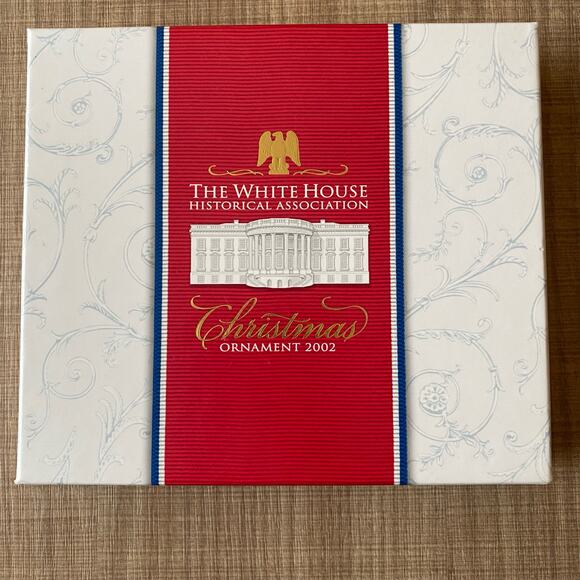 THE WHITE HOUSE
HISTORICAL ASSOCIATION
Christmas
ORNAMENT 2002